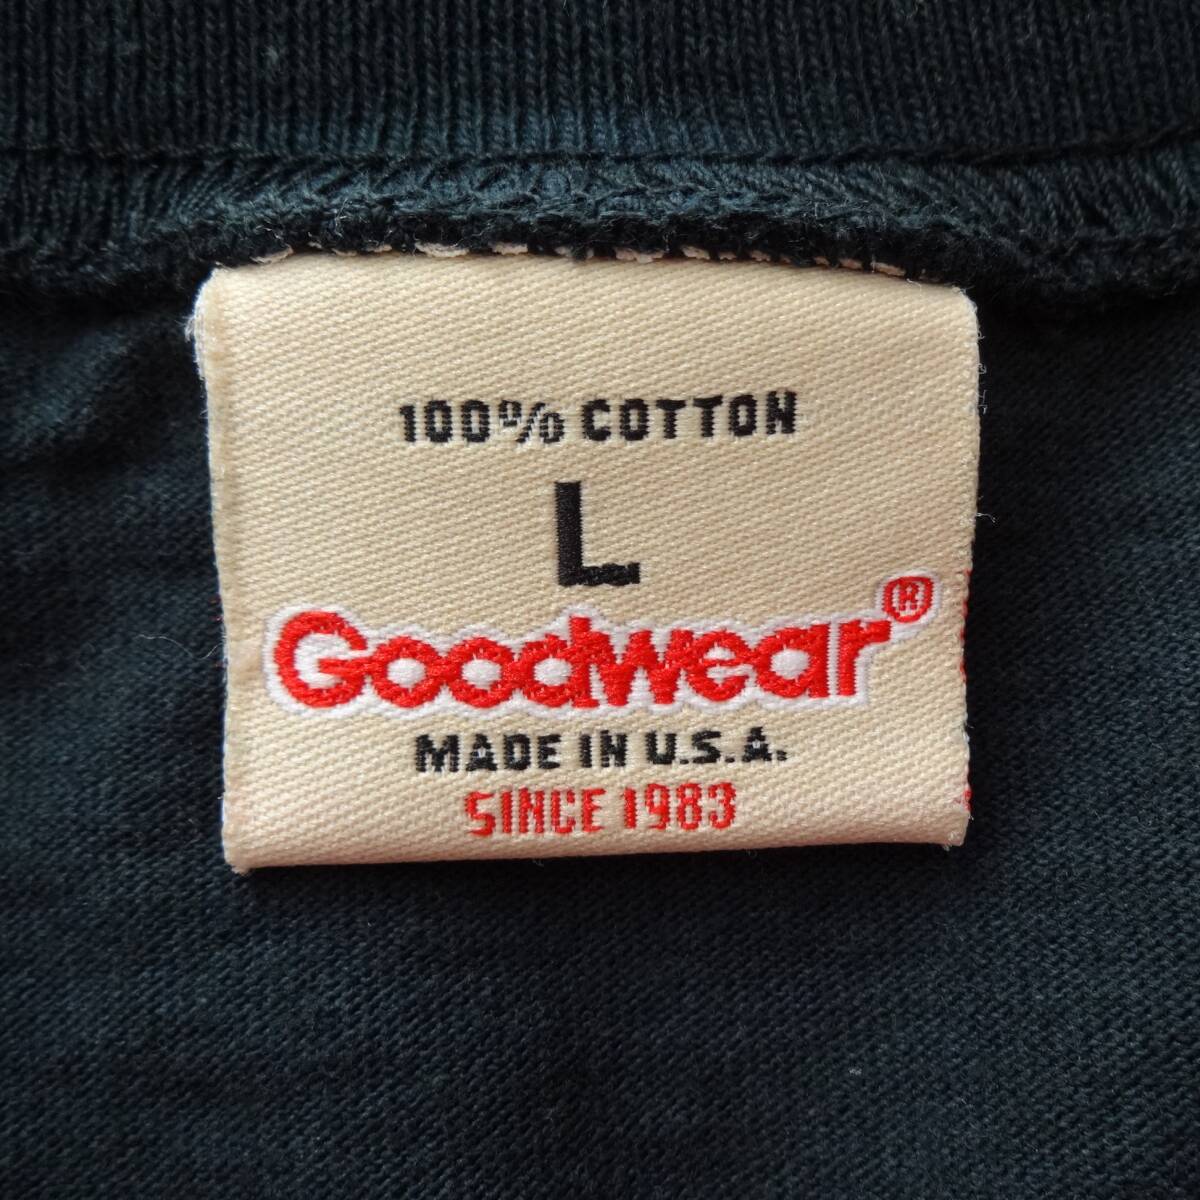 100% COTTON
L
Goodwear®
MADE IN U.S.A.
SINCE 1983